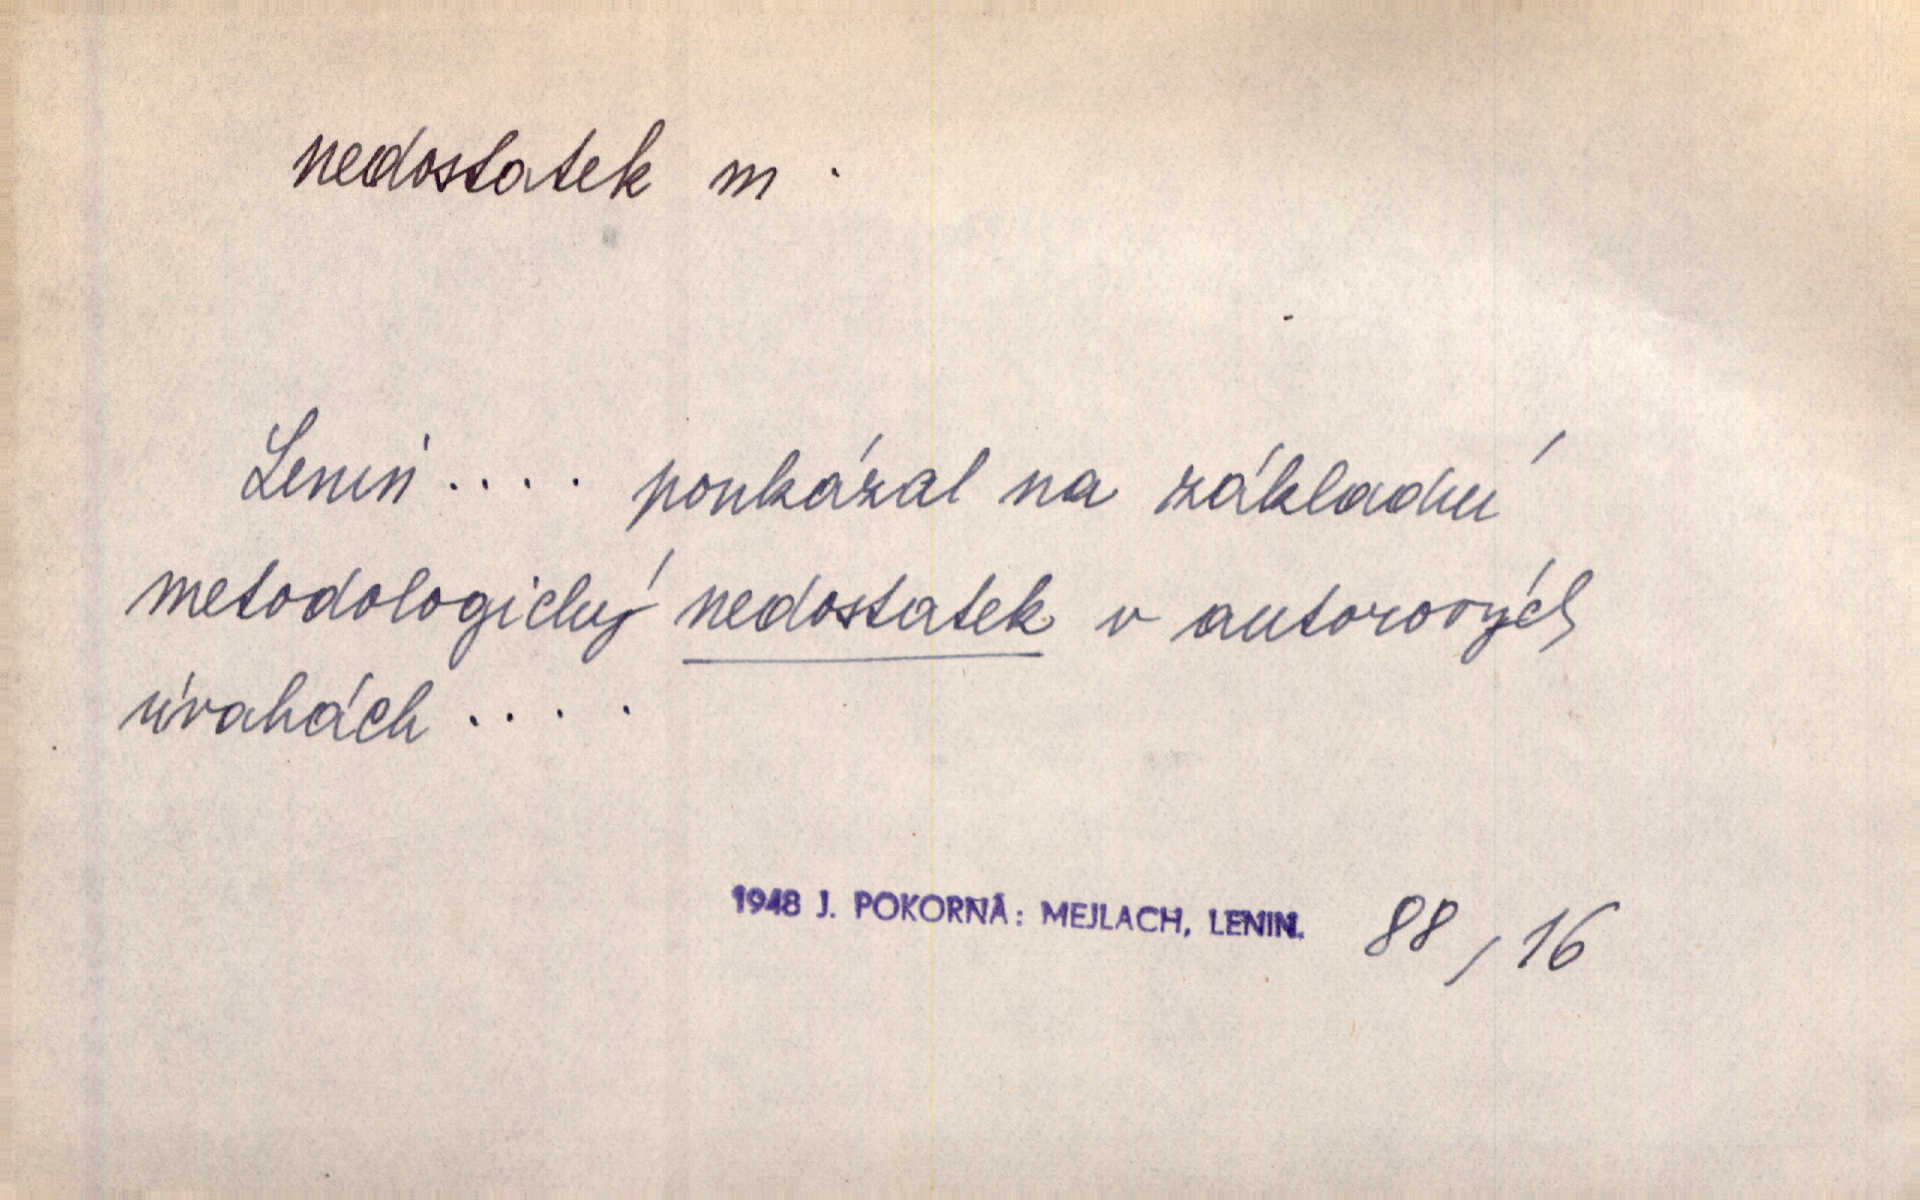 nedostatek m.
Lenin .... poukázal na základní
metodologický nedostatek v autorových
úvahách ....
1948 J. POKORNÁ: MEJLACH, LENIN. 88/16